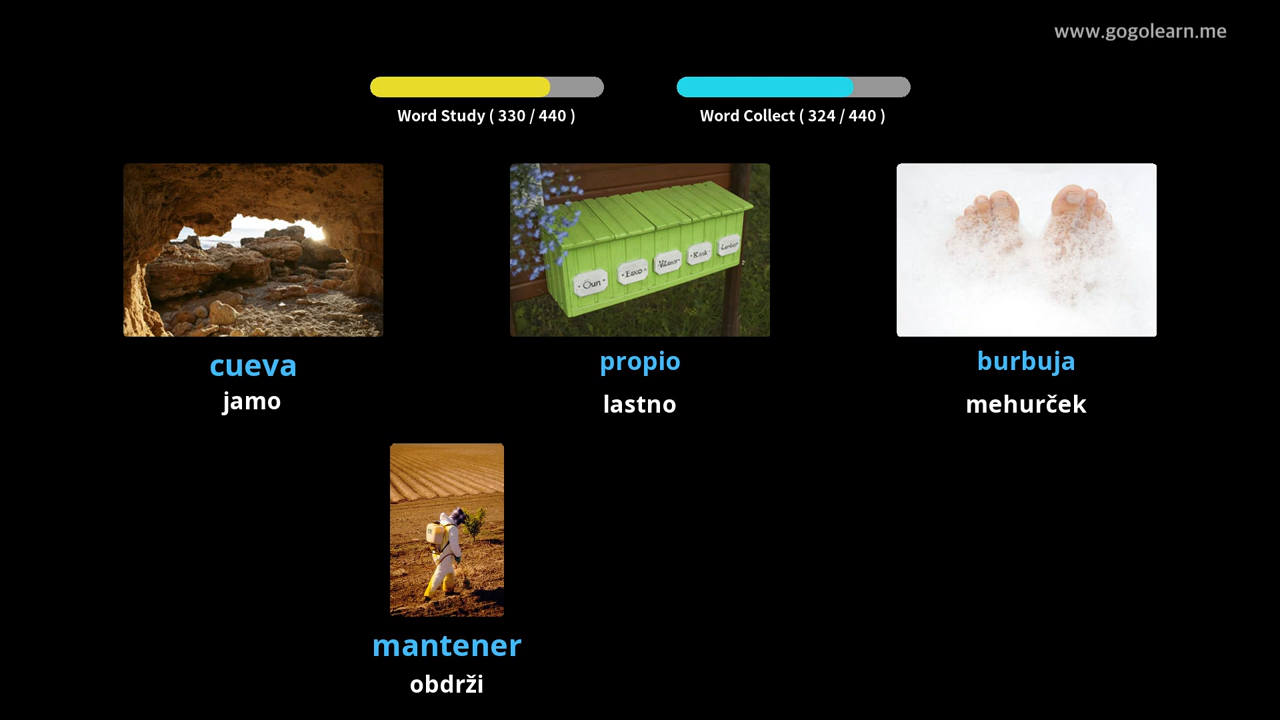 www.gogolearn.me
Word Study ( 330 / 440 )
Word Collect ( 324 / 440 )
cueva
jamo
propio
lastno
burbuja
mehurček
mantener
obdrži